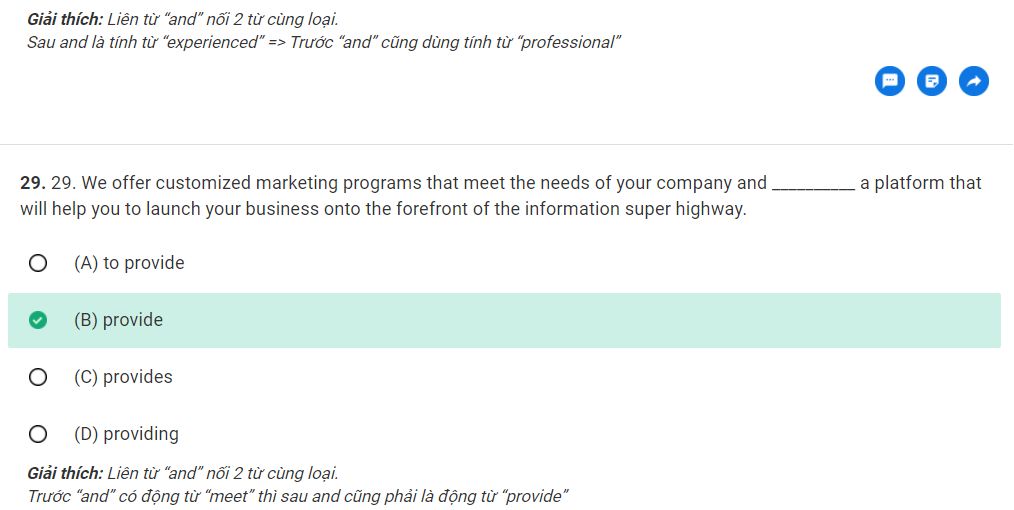 Giải thích: Liên từ “and” nối 2 từ cùng loại.
Sau and là tính từ “experienced” => Trước “and” cũng dùng tính từ “professional”
29. 29. We offer customized marketing programs that meet the needs of your company and __________ a platform that
will help you to launch your business onto the forefront of the information super highway.
(A) to provide
(B) provide
(C) provides
(D) providing
Giải thích: Liên từ “and” nối 2 từ cùng loại.
Trước “and” có động từ “meet” thì sau and cũng phải là động từ “provide”